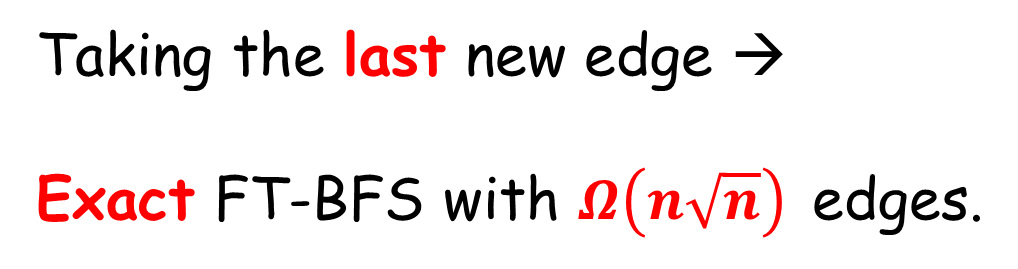 Taking the last new edge →
Exact FT-BFS with Ω(n√n) edges.